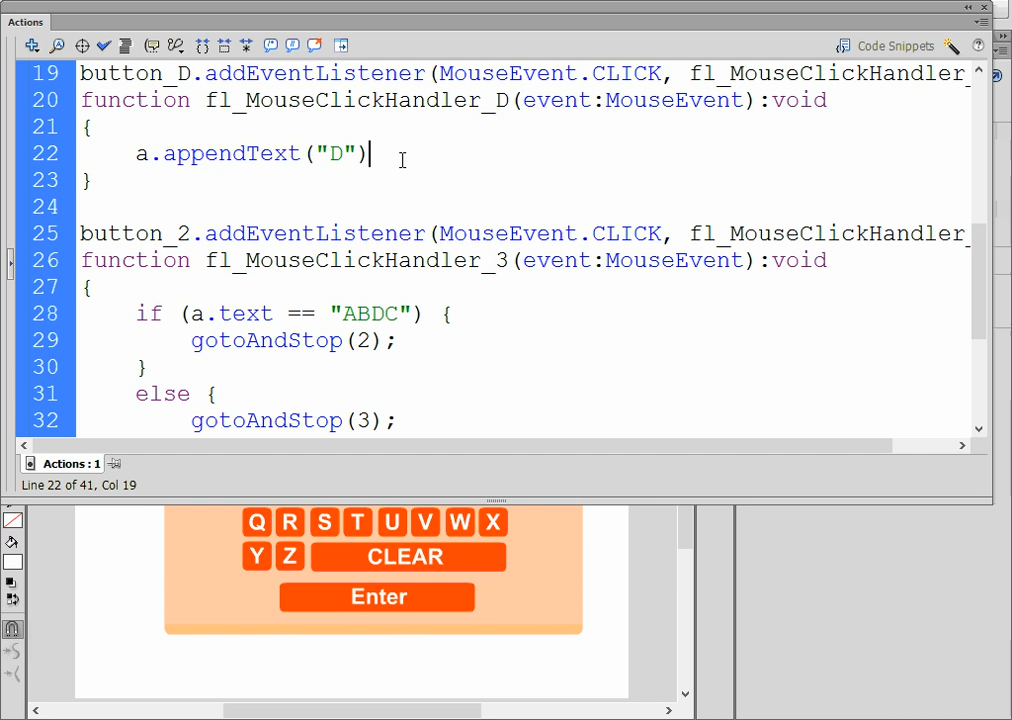 Actions
Code Snippets
19 button_D.addEventListener(MouseEvent.CLICK, fl_MouseClickHandler_
20 function fl_MouseClickHandler_D(event:MouseEvent):void
21 {
22 a.appendText("D")
23 }
24
25 button_2.addEventListener(MouseEvent.CLICK, fl_MouseClickHandler_
26 function fl_MouseClickHandler_3(event:MouseEvent):void
27 {
28 if (a.text == "ABDC") {
29 gotoAndStop(2);
30 }
31 else {
32 gotoAndStop(3);
Actions : 1
Line 22 of 41, Col 19
Q R S T U V W X
Y Z CLEAR
Enter